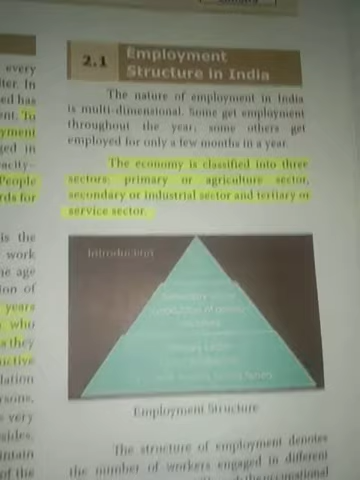 every
iter. In
ed has
ent. To
yment
ged in
acity–
People
rds for
is the
work
he age
ion of
years
who
s they
uctive
lation
rsons,
very
sides,
intain
of the
2.1 Employment
Structure in India
The nature of employment in India
is multi-dimensional. Some get employment
throughout the year; some others get
employed for only a few months in a year.
The economy is classified into three
sectors: primary or agriculture sector,
secondary or industrial sector and tertiary or
service sector.
Introduction
Employment Structure
The structure of employment denotes
the number of workers engaged in different